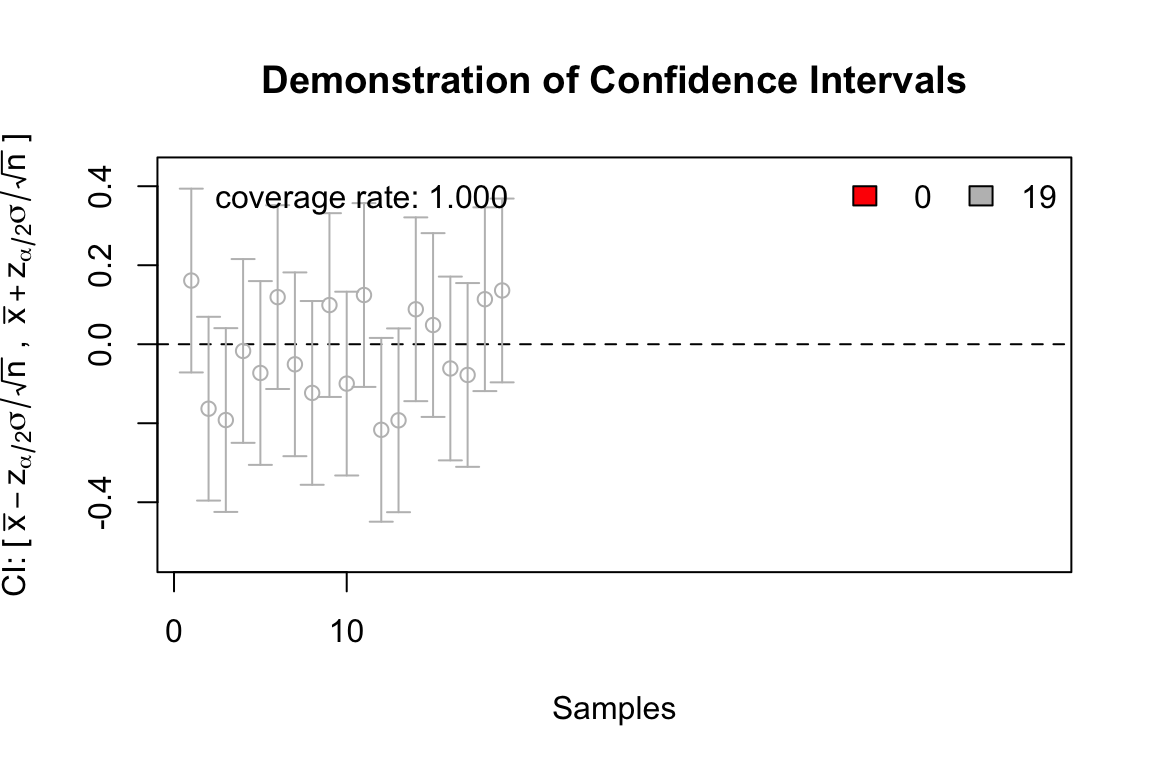 Demonstration of Confidence Intervals
CI: [ x̅ − zα/2σ/√n , x̅ + zα/2σ/√n ]
coverage rate: 1.000
0 19
0.4
0.2
0.0
-0.4
0 10
Samples